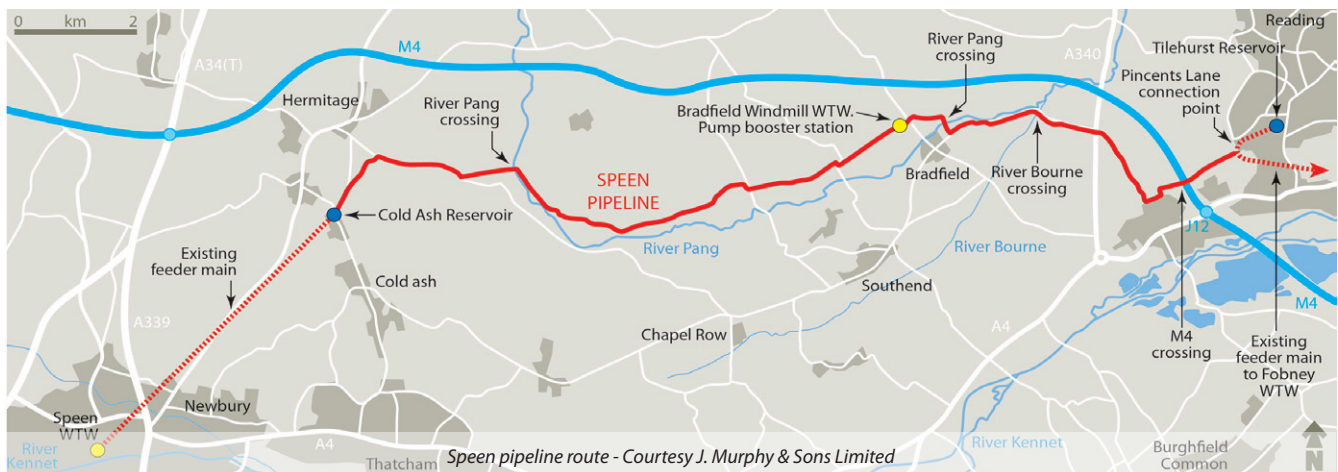 0 km 2
A34(T)
M4
Hermitage
River Pang
crossing
Bradfield Windmill WTW.
Pump booster station
River Pang
crossing
A340
Reading
Tilehurst Reservoir
Pincents Lane
connection
point
Cold Ash Reservoir
SPEEN
PIPELINE
Bradfield
River Bourne
crossing
Existing
feeder main
River Pang
River Bourne
J12
Cold ash
Southend
M4
A339
Chapel Row
A4
M4
crossing
Existing
feeder main
to Fobney
WTW
Newbury
Speen
WTW
River
Kennet
A4
Thatcham
River Kennet
Burghfield
Common
N
Speen pipeline route - Courtesy J. Murphy & Sons Limited